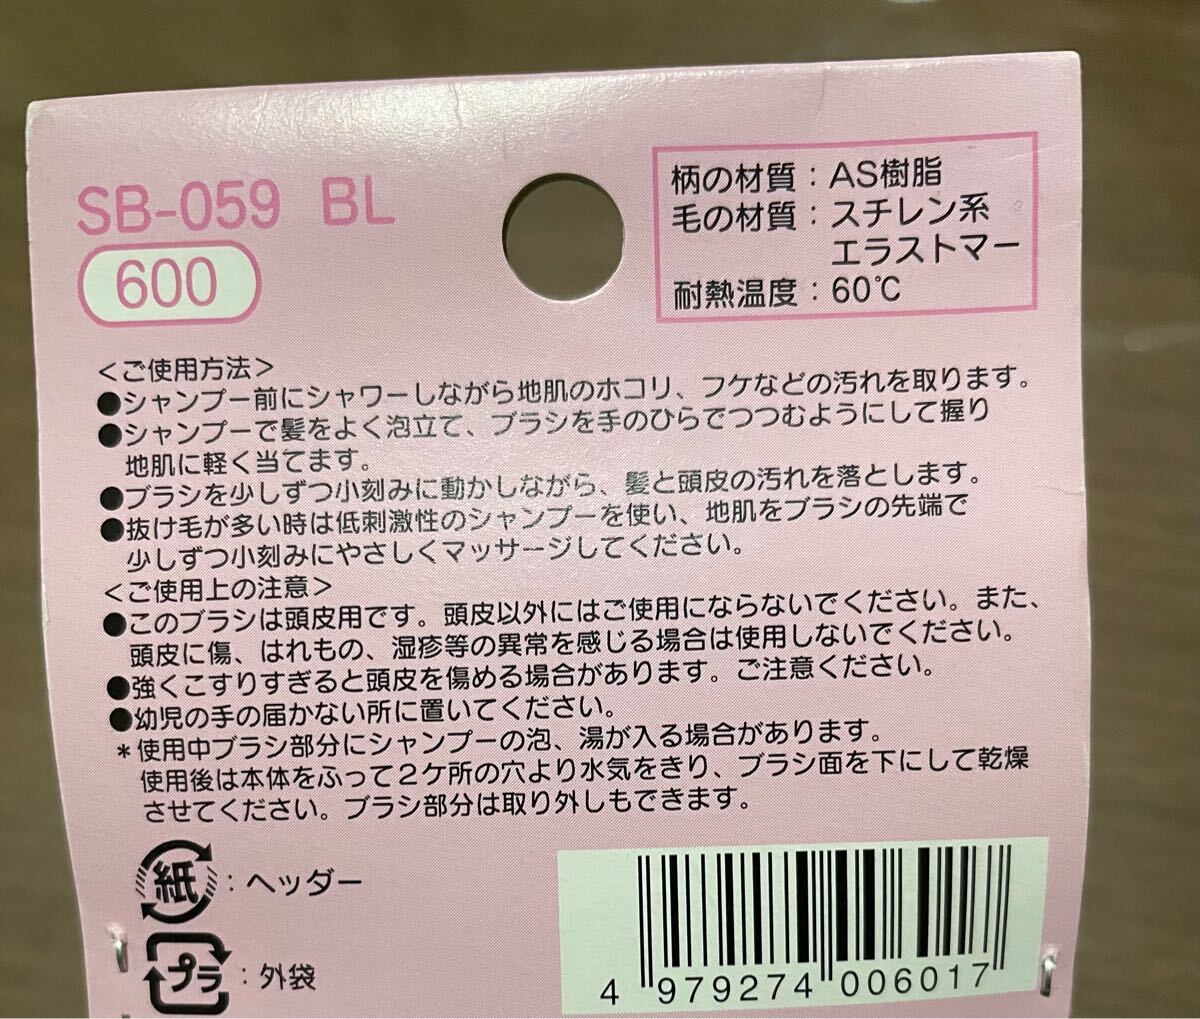 SB-059 BL
600
柄の材質：AS樹脂
毛の材質：スチレン系
エラストマー
耐熱温度：60℃
＜ご使用方法＞
●シャンプー前にシャワーしながら地肌のホコリ、フケなどの汚れを取ります。
●シャンプーで髪をよく泡立て、ブラシを手のひらでつつむようにして握り
地肌に軽く当てます。
●ブラシを少しずつ小刻みに動かしながら、髪と頭皮の汚れを落とします。
●抜け毛が多い時は低刺激性のシャンプーを使い、地肌をブラシの先端で
少しずつ小刻みにやさしくマッサージしてください。
＜ご使用上の注意＞
●このブラシは頭皮用です。頭皮以外にはご使用にならないでください。また、
頭皮に傷、はれもの、湿疹等の異常を感じる場合は使用しないでください。
●強くこすりすぎると頭皮を傷める場合があります。ご注意ください。
●幼児の手の届かない所に置いてください。
＊使用中ブラシ部分にシャンプーの泡、湯が入る場合があります。
使用後は本体をふって2ケ所の穴より水気をきり、ブラシ面を下にして乾燥
させてください。ブラシ部分は取り外しもできます。
紙：ヘッダー
プラ：外袋
4 979274 006017